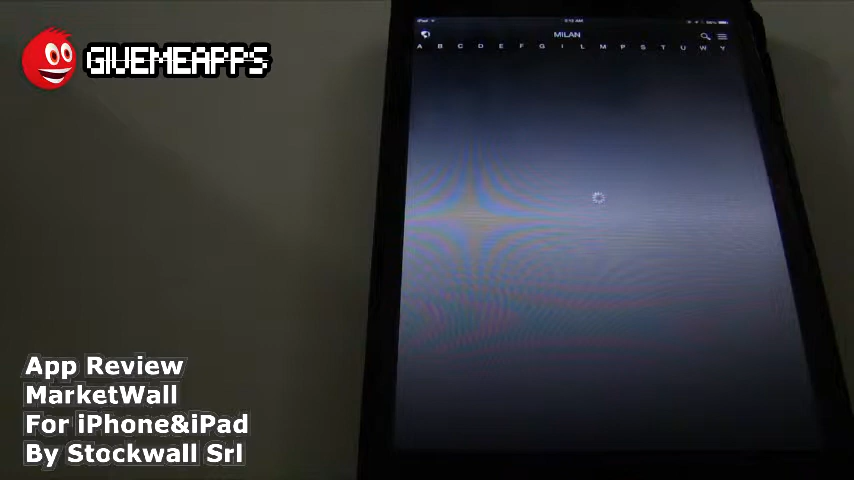 GIVEMEAPPS
MILAN
A B C D E F G I L M P S T U W Y
App Review
MarketWall
For iPhone&iPad
By Stockwall Srl